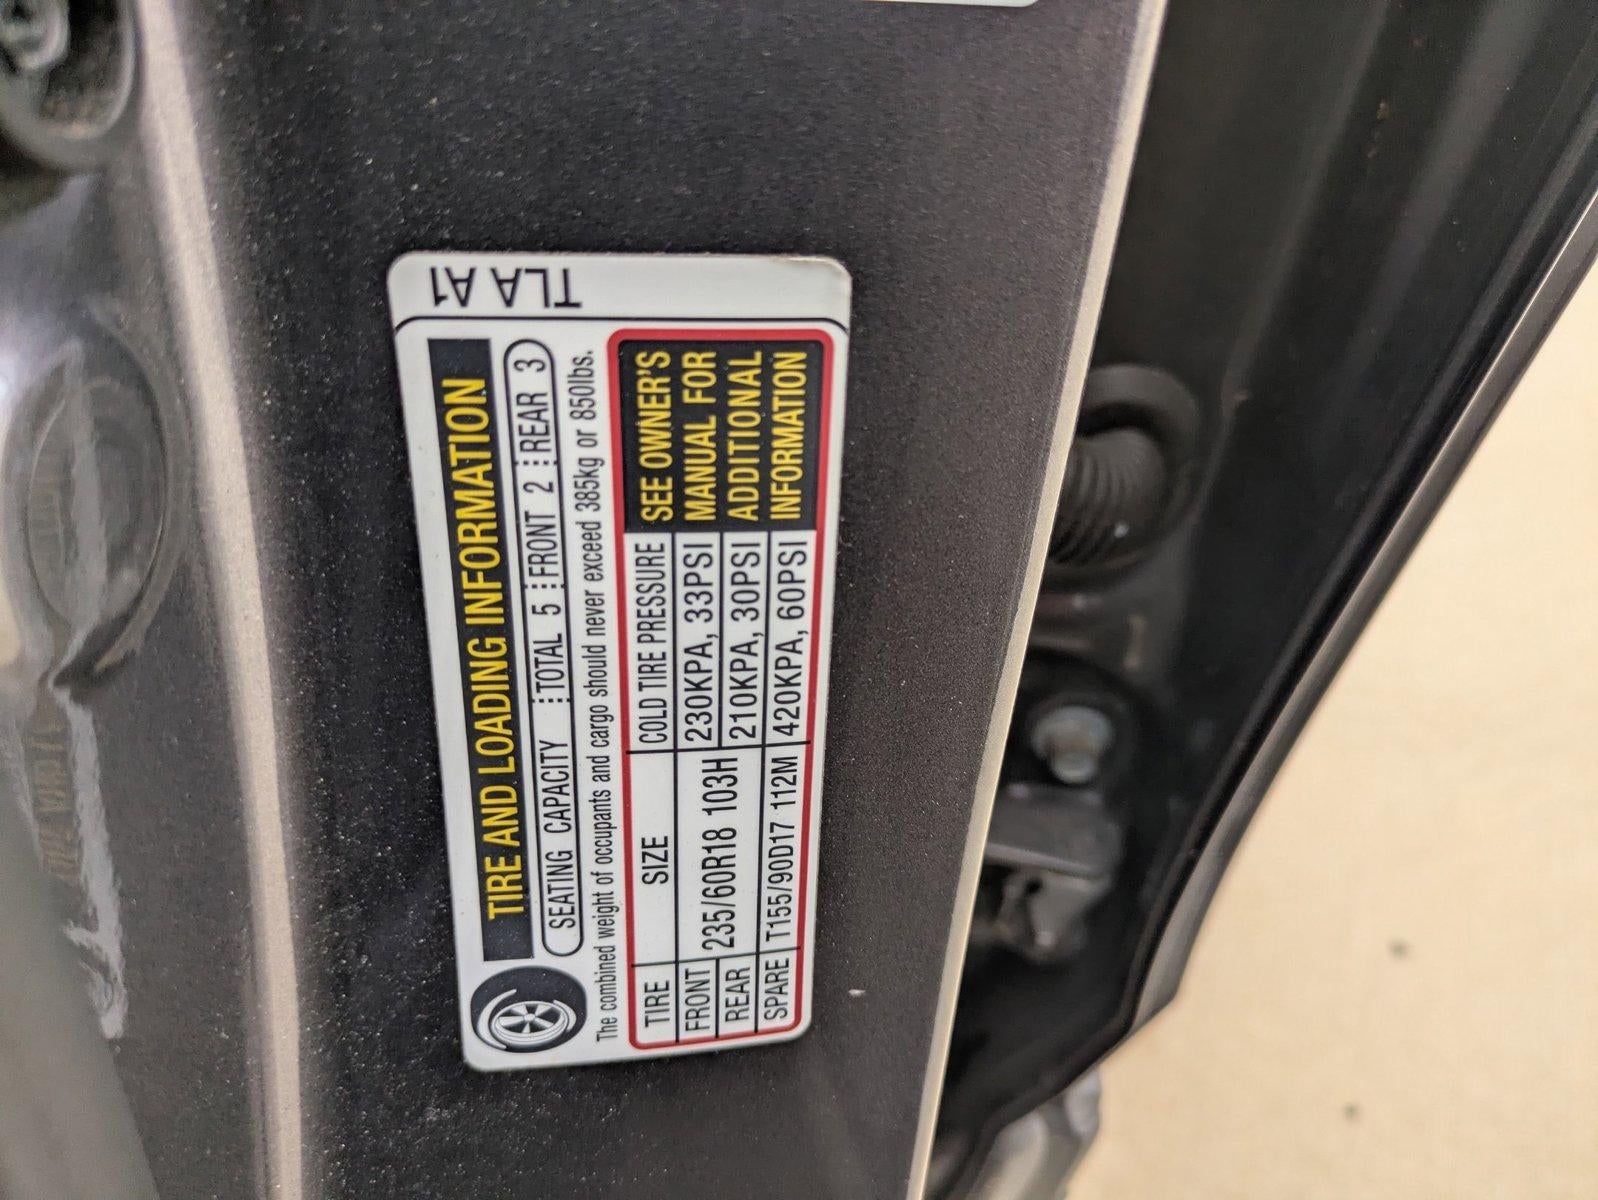 TLA A1
TIRE AND LOADING INFORMATION
SEATING CAPACITY TOTAL 5 FRONT 2 REAR 3
The combined weight of occupants and cargo should never exceed 385kg or 850lbs.
TIRE SIZE COLD TIRE PRESSURE
FRONT 235/60R18 103H 230KPA, 33PSI
REAR 210KPA, 30PSI
SPARE T155/90D17 112M 420KPA, 60PSI
SEE OWNER'S
MANUAL FOR
ADDITIONAL
INFORMATION